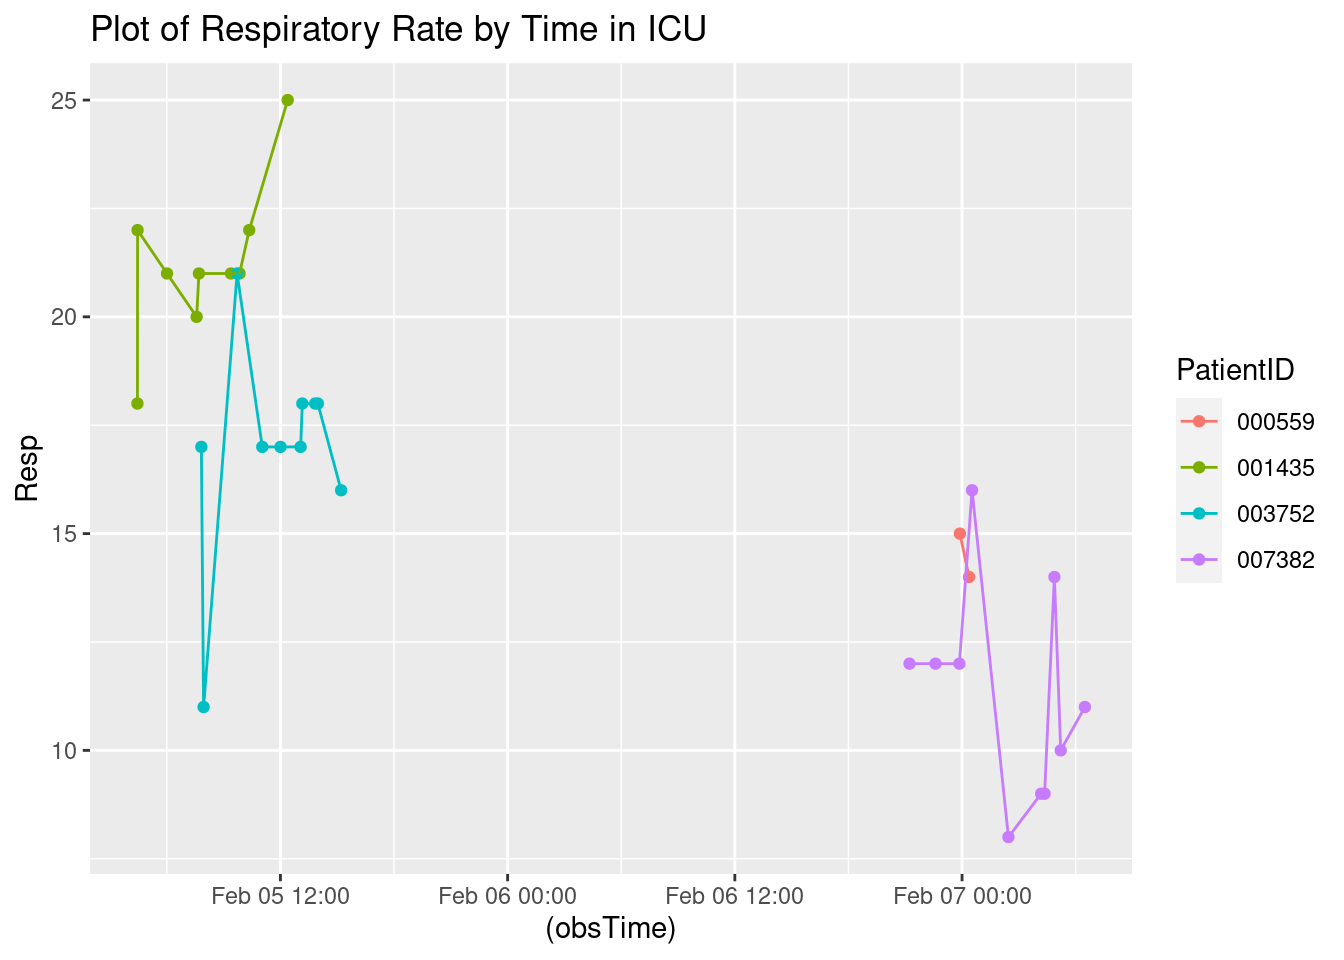 Plot of Respiratory Rate by Time in ICU
25
20
15
10
Resp
Feb 05 12:00
Feb 06 00:00
Feb 06 12:00
Feb 07 00:00
(obsTime)
PatientID
000559
001435
003752
007382